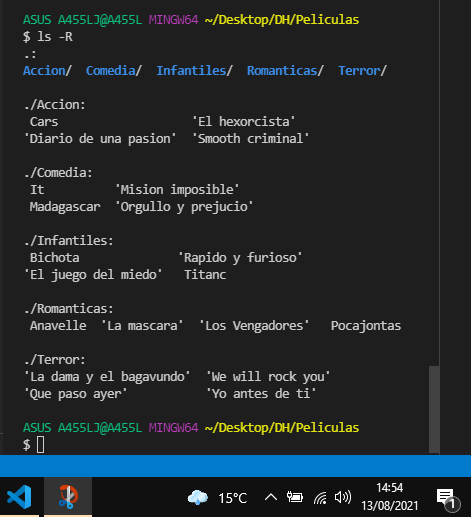 ASUS A455LJ@A455L MINGW64 ~/Desktop/DH/Peliculas
$ ls -R
.:
Accion/  Comedia/  Infantiles/  Romanticas/  Terror/

./Accion:
 Cars                   'El hexorcista'
'Diario de una pasion'  'Smooth criminal'

./Comedia:
 It          'Mision imposible'
 Madagascar  'Orgullo y prejucio'

./Infantiles:
 Bichota              'Rapido y furioso'
'El juego del miedo'   Titanc

./Romanticas:
 Anavelle  'La mascara'  'Los Vengadores'   Pocajontas

./Terror:
'La dama y el bagavundo'  'We will rock you'
'Que paso ayer'           'Yo antes de ti'

ASUS A455LJ@A455L MINGW64 ~/Desktop/DH/Peliculas
$
15°C
14:54
13/08/2021
1